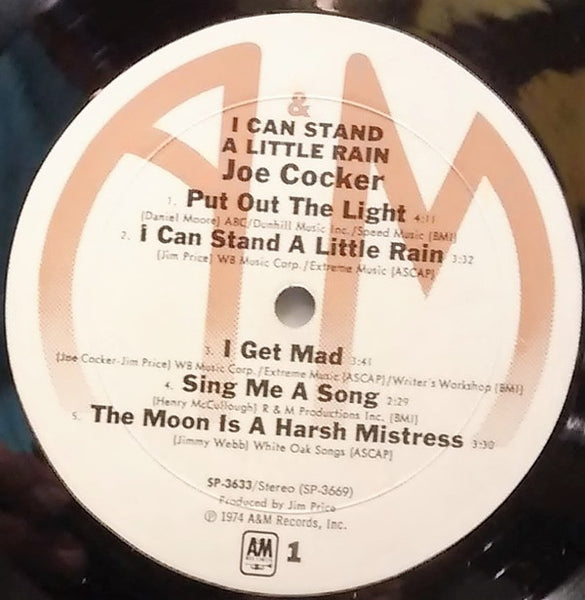 A & M
I CAN STAND
A LITTLE RAIN
Joe Cocker
1. Put Out The Light 4:11
(Daniel Moore) ABC/Dunhill Music Inc./Speed Music (BMI)
2. I Can Stand A Little Rain 3:32
(Jim Price) WB Music Corp./Extreme Music (ASCAP)
3. I Get Mad 3:41
(Joe Cocker-Jim Price) WB Music Corp./Extreme Music (ASCAP)/Writer's Workshop (BMI)
4. Sing Me A Song 2:29
(Henry McCullough) R & M Productions Inc. (BMI)
5. The Moon Is A Harsh Mistress 3:30
(Jimmy Webb) White Oak Songs (ASCAP)
SP-3633/Stereo (SP-3669)
Produced by Jim Price
℗ 1974 A&M Records, Inc.
AM RECORDS 1